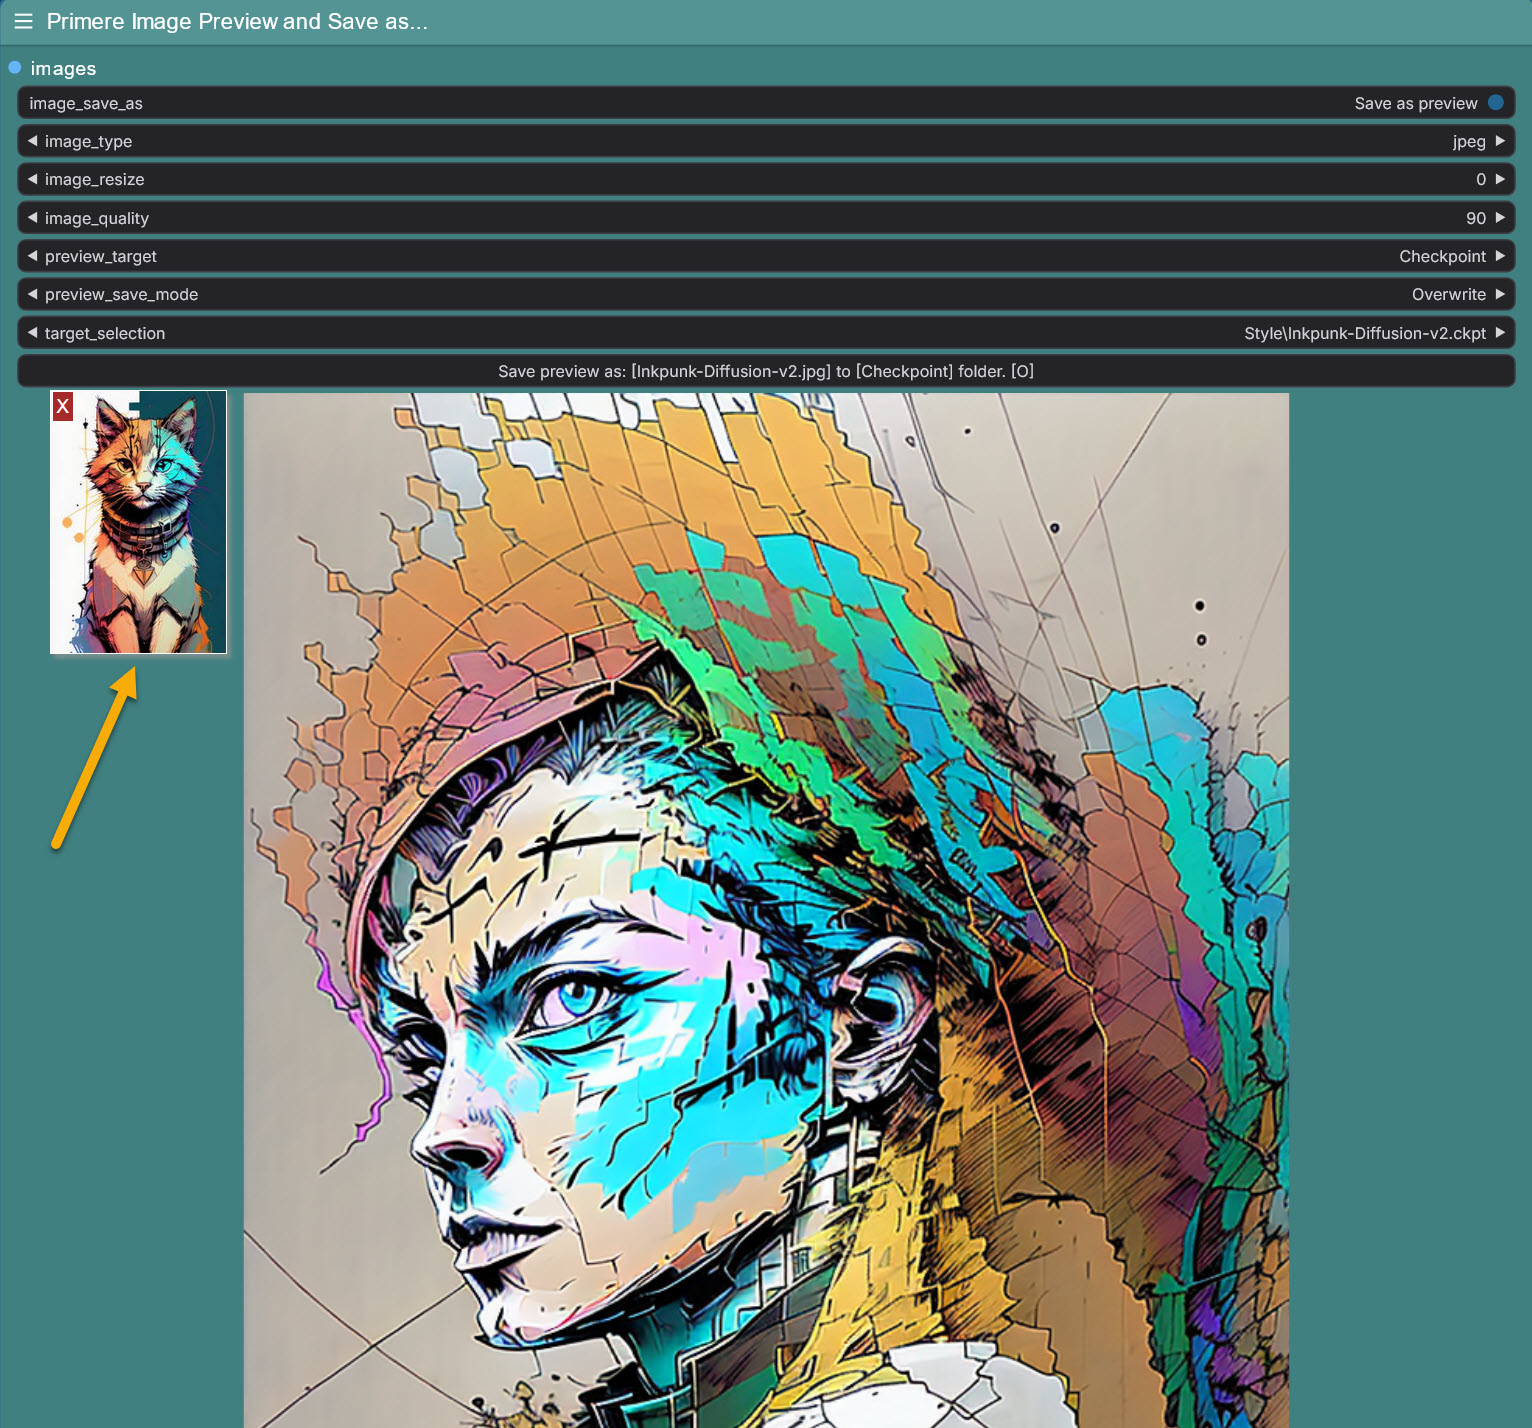 Primere Image Preview and Save as...
images
image_save_as Save as preview
image_type jpeg
image_resize 0
image_quality 90
preview_target Checkpoint
preview_save_mode Overwrite
target_selection Style\Inkpunk-Diffusion-v2.ckpt
Save preview as: [Inkpunk-Diffusion-v2.jpg] to [Checkpoint] folder. [O]
X